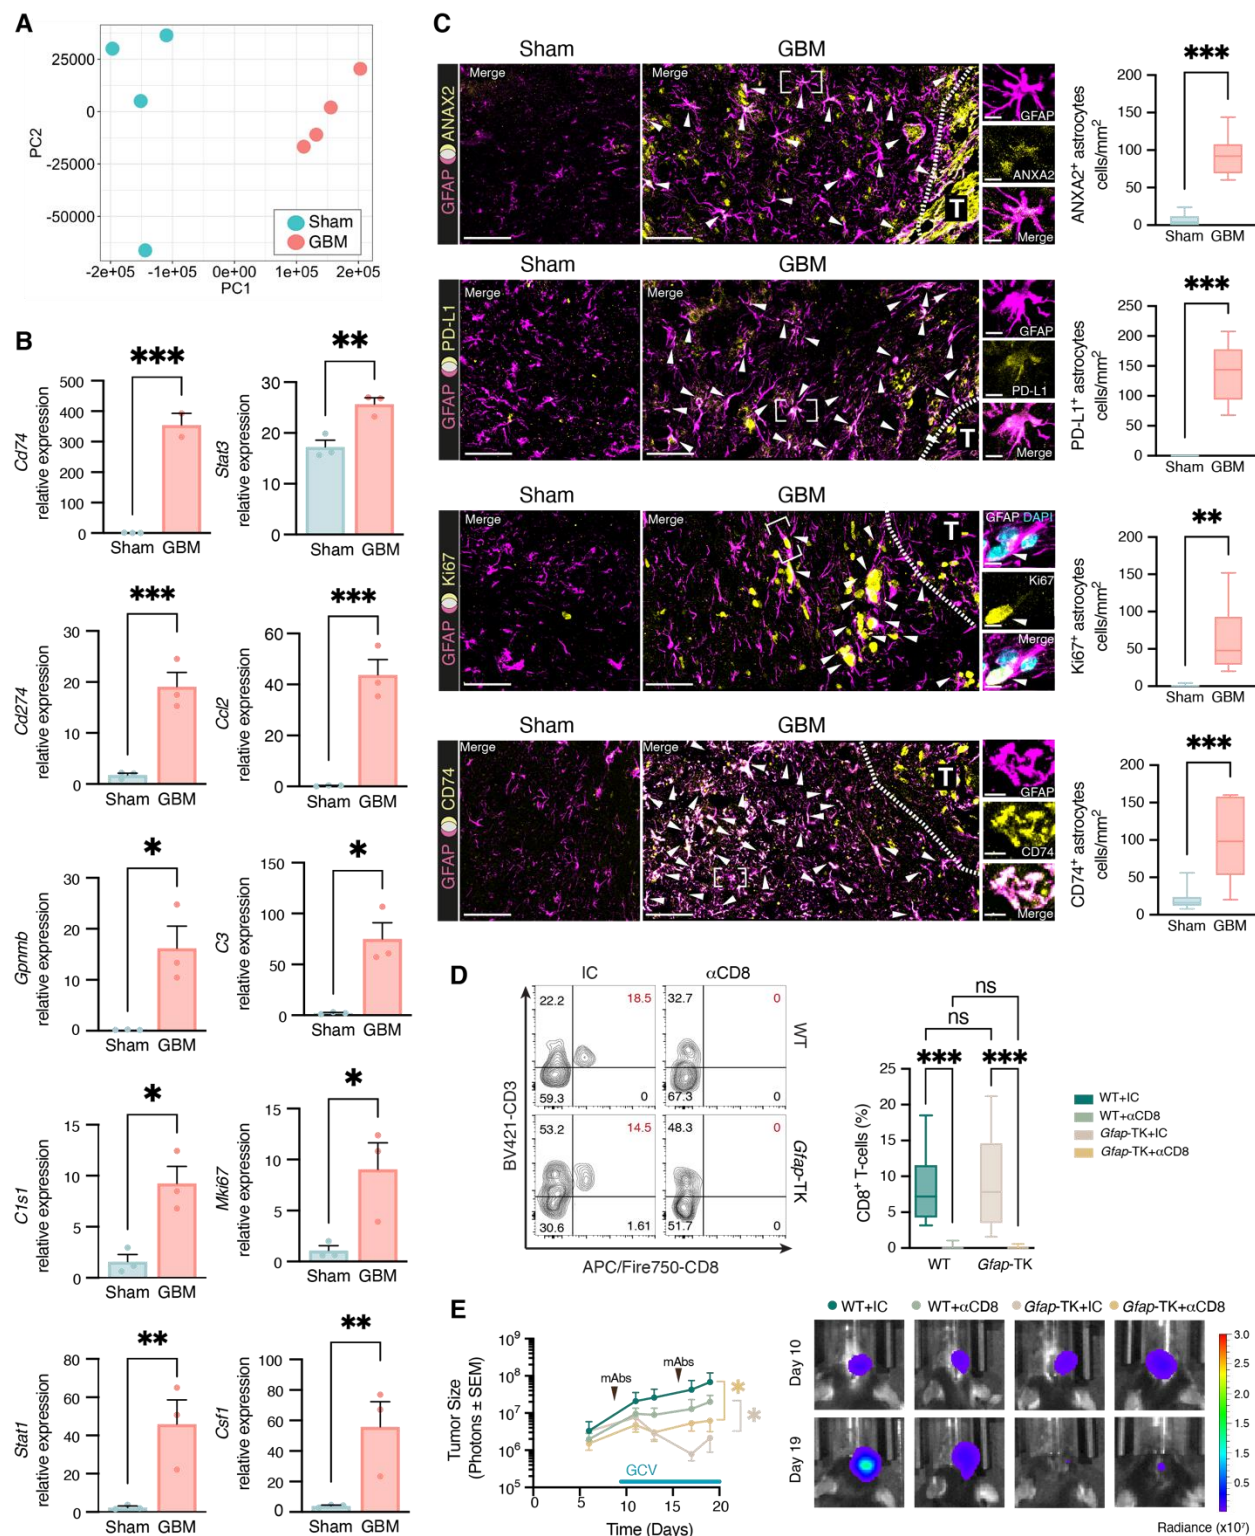 A
25000
0
-25000
-50000
PC2
-2e+05
-1e+05
0e+00
1e+05
2e+05
PC1
Sham
GBM
B
***
500
400
300
200
100
0
Cd74
relative expression
Sham GBM
**
30
20
10
0
Stat3
relative expression
Sham GBM
***
30
20
10
0
Cd274
relative expression
Sham GBM
***
60
40
20
0
Ccl2
relative expression
Sham GBM
*
30
20
10
0
Gpnmb
relative expression
Sham GBM
*
150
100
75
50
25
0
C3
relative expression
Sham GBM
*
15
10
5
0
C1s1
relative expression
Sham GBM
*
15
10
5
0
Mki67
relative expression
Sham GBM
**
80
60
40
20
0
Stat1
relative expression
Sham GBM
**
100
80
60
40
20
0
Csf1
relative expression
Sham GBM
C
Sham
GBM
GFAP ANAX2
Merge
Merge
T
GFAP
ANXA2
Merge
***
200
150
100
50
0
ANXA2+ astrocytes
cells/mm2
Sham GBM
Sham
GBM
GFAP PD-L1
Merge
Merge
T
GFAP
PD-L1
Merge
***
250
200
150
100
50
0
PD-L1+ astrocytes
cells/mm2
Sham GBM
Sham
GBM
GFAP Ki67
Merge
Merge
T
GFAP DAPI
Ki67
Merge
**
200
150
100
50
0
Ki67+ astrocytes
cells/mm2
Sham GBM
Sham
GBM
GFAP CD74
Merge
Merge
T
GFAP
CD74
Merge
***
200
150
100
50
0
CD74+ astrocytes
cells/mm2
Sham GBM
D
IC
αCD8
22.2
18.5
59.3
0
32.7
0
67.3
0
WT
53.2
14.5
30.6
1.61
48.3
0
51.7
0
Gfap-TK
BV421-CD3
APC/Fire750-CD8
ns
ns
***
***
25
20
15
10
5
0
CD8+ T-cells (%)
WT
Gfap-TK
WT+IC
WT+αCD8
Gfap-TK+IC
Gfap-TK+αCD8
E
WT+IC
WT+αCD8
Gfap-TK+IC
Gfap-TK+αCD8
10⁹
10⁸
10⁷
10⁶
10⁵
Tumor Size
(Photons ± SEM)
mAbs
mAbs
*
*
GCV
0
5
10
15
20
Time (Days)
Day 10
Day 19
3.0
2.5
2.0
1.5
1.0
0.5
0
Radiance (x10⁷)